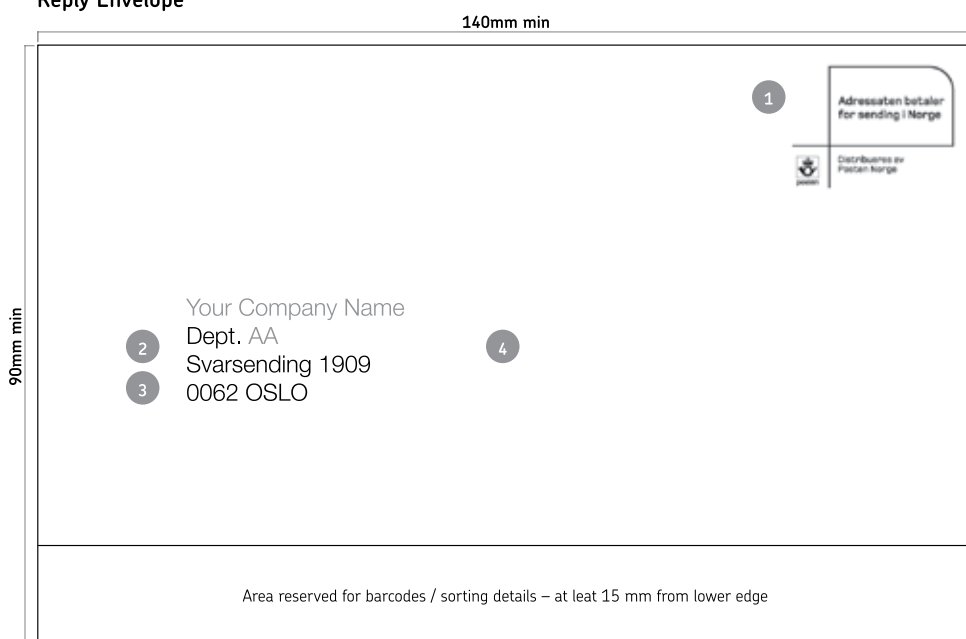 Reply Envelope
140mm min
1
Adressaten betaler
for sending i Norge
Distribueres av
Posten Norge
posten
90mm min
Your Company Name
2
Dept. AA
4
Svarsending 1909
3
0062 OSLO
Area reserved for barcodes / sorting details – at leat 15 mm from lower edge